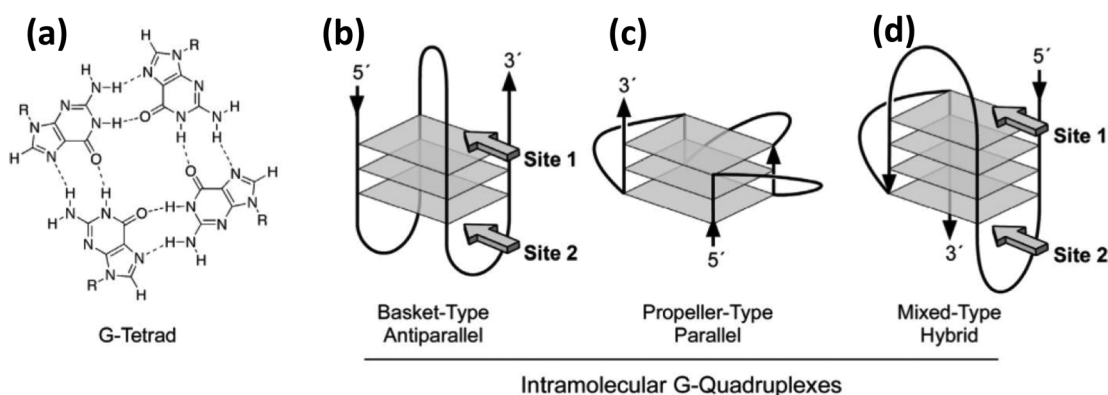 (a)
(b)
(c)
(d)
H
R
N
N
N
N
H
H
N
H
N
O
N
N
R
N
N
H
O
N
N
H
H
H
H
N
O
O
H
H
N
H
N
O
H
N
N
N
N
N
H
N
R
H
N
H
N
R
N
H
G-Tetrad
5´
3´
Site 1
Site 2
Basket-Type
Antiparallel
3´
5´
Propeller-Type
Parallel
5´
Site 1
3´
Site 2
Mixed-Type
Hybrid
Intramolecular G-Quadruplexes